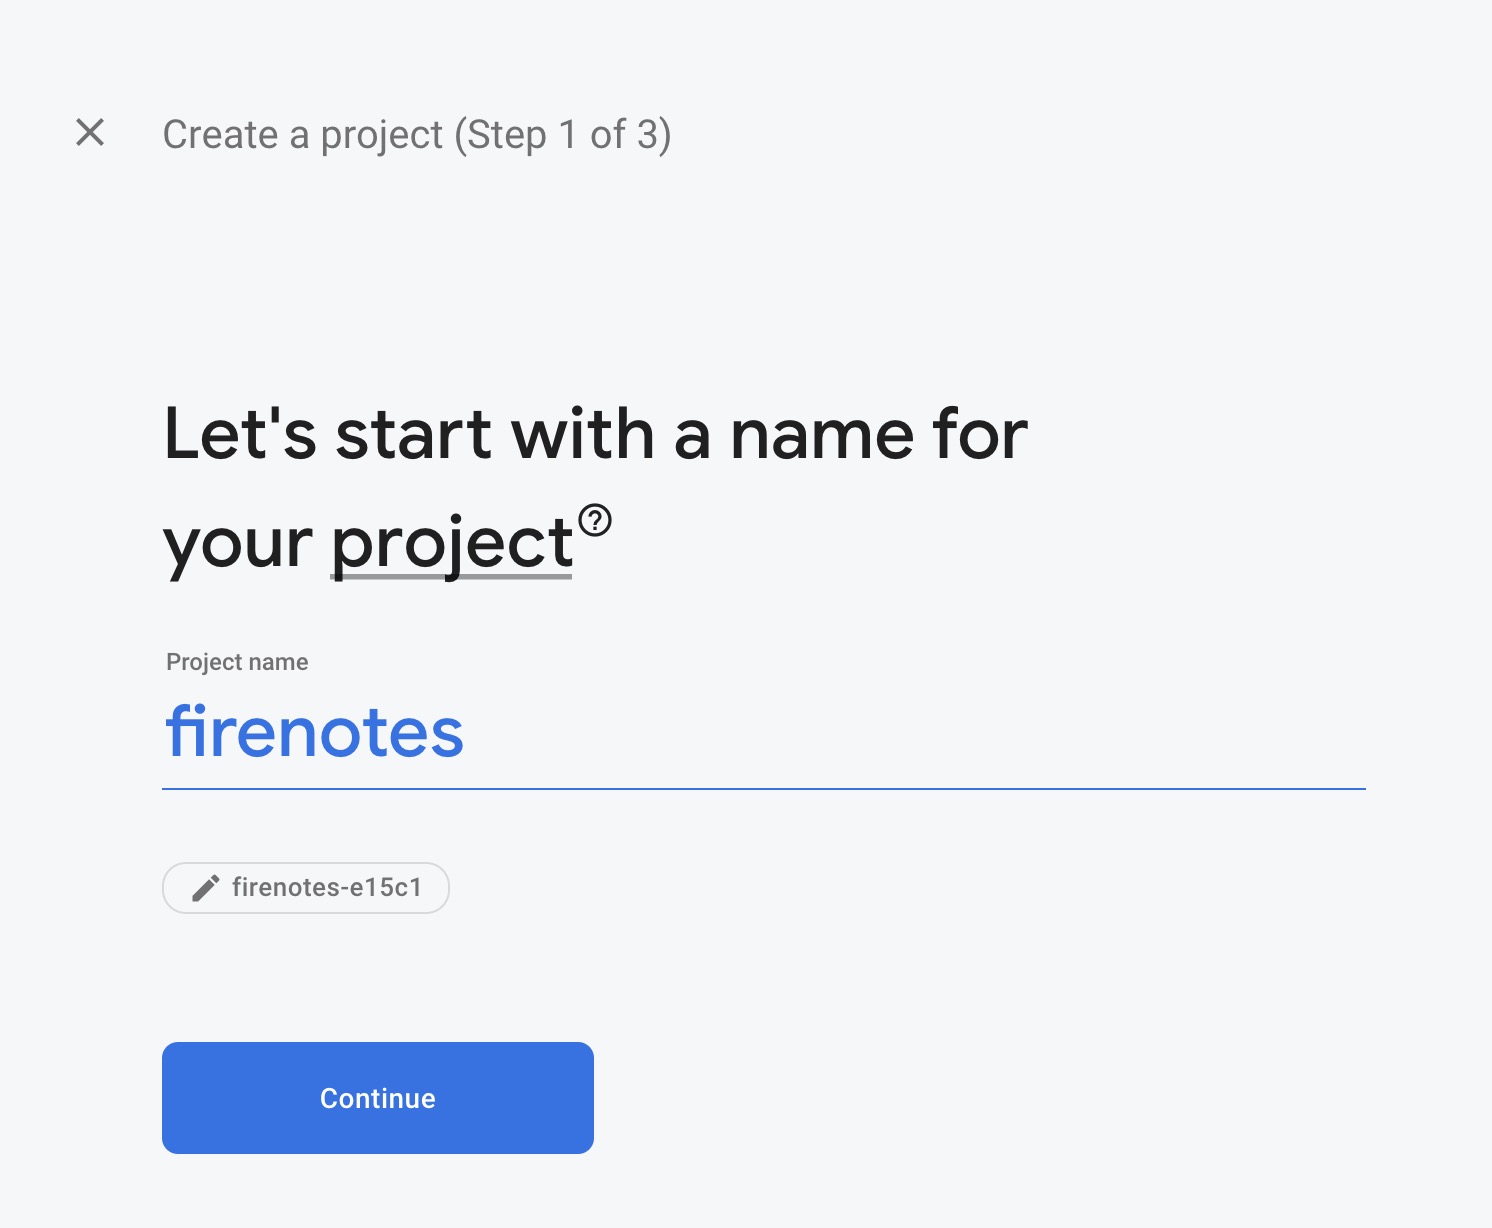 Create a project (Step 1 of 3)
Let's start with a name for
your project
Project name
firenotes
firenotes-e15c1
Continue